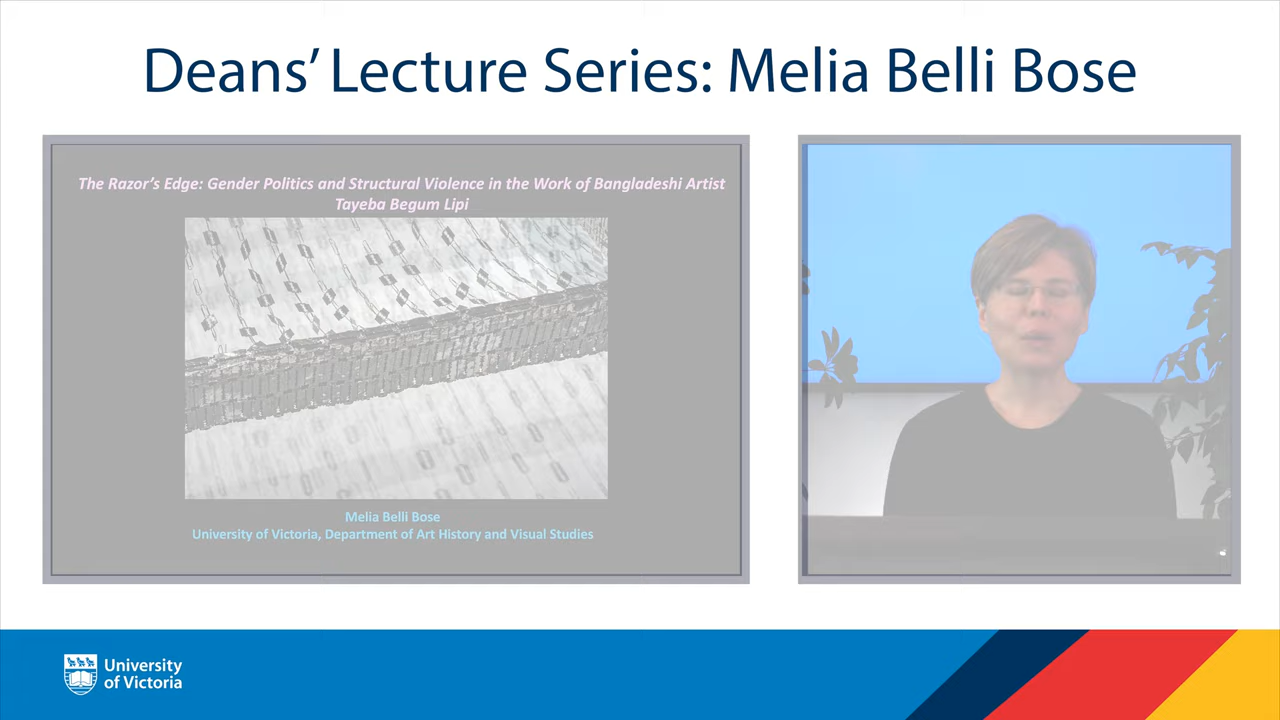 Deans’ Lecture Series: Melia Belli Bose
The Razor’s Edge: Gender Politics and Structural Violence in the Work of Bangladeshi Artist
Tayeba Begum Lipi
Melia Belli Bose
University of Victoria, Department of Art History and Visual Studies
University
of Victoria